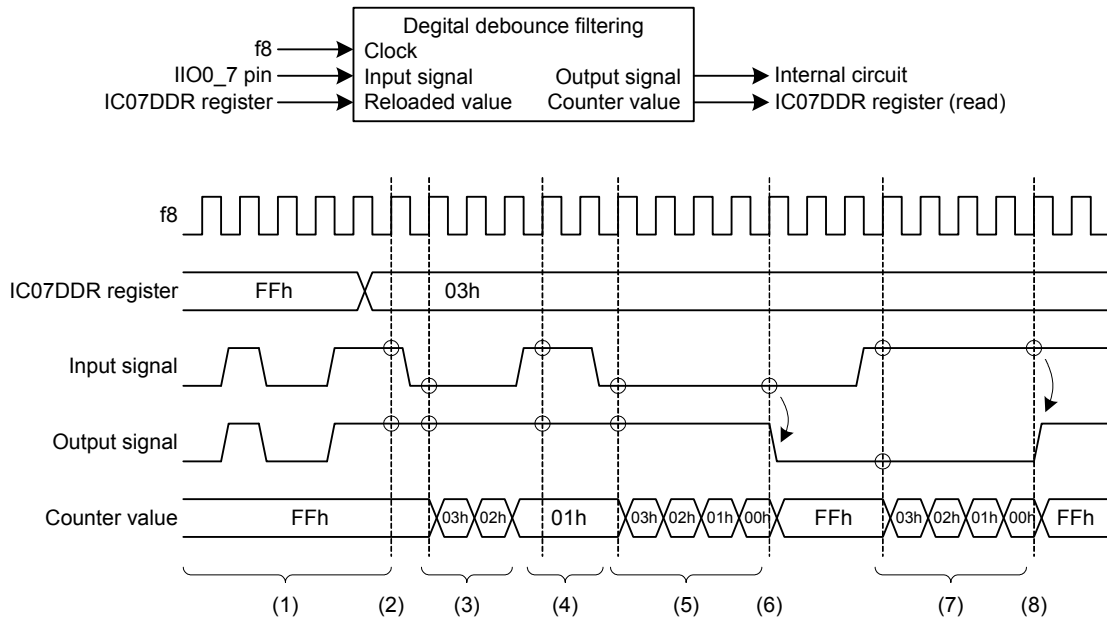 Degital debounce filtering
f8
Clock
IIO0_7 pin
Input signal
Output signal
Internal circuit
IC07DDR register
Reloaded value
Counter value
IC07DDR register (read)
f8
IC07DDR register
FFh
03h
Input signal
Output signal
Counter value
FFh
03h
02h
01h
03h
02h
01h
00h
FFh
03h
02h
01h
00h
FFh
(1)
(2)
(3)
(4)
(5)
(6)
(7)
(8)